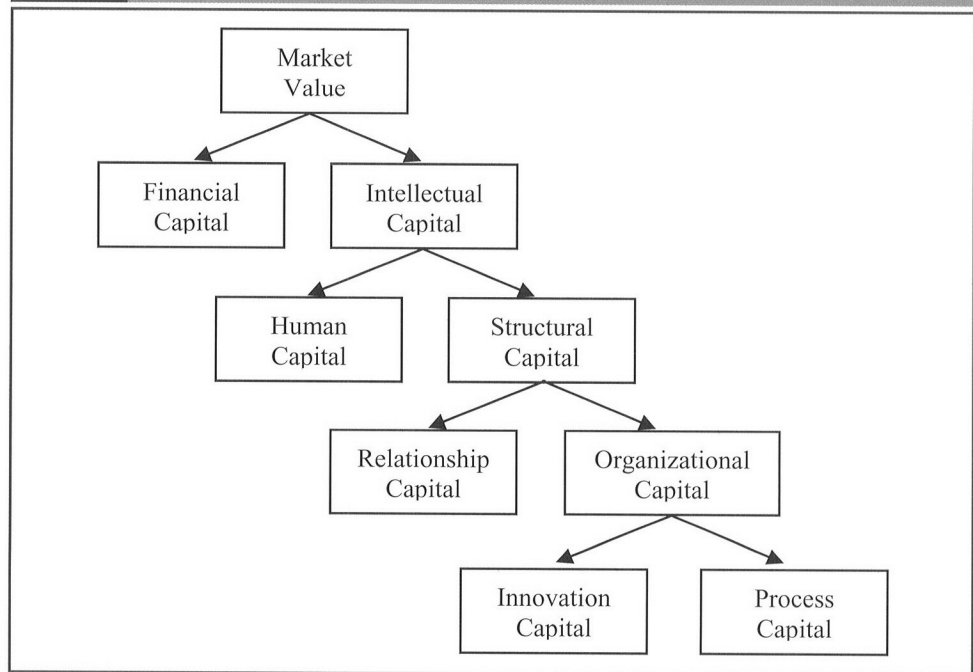 Market
Value
Financial
Capital
Intellectual
Capital
Human
Capital
Structural
Capital
Relationship
Capital
Organizational
Capital
Innovation
Capital
Process
Capital